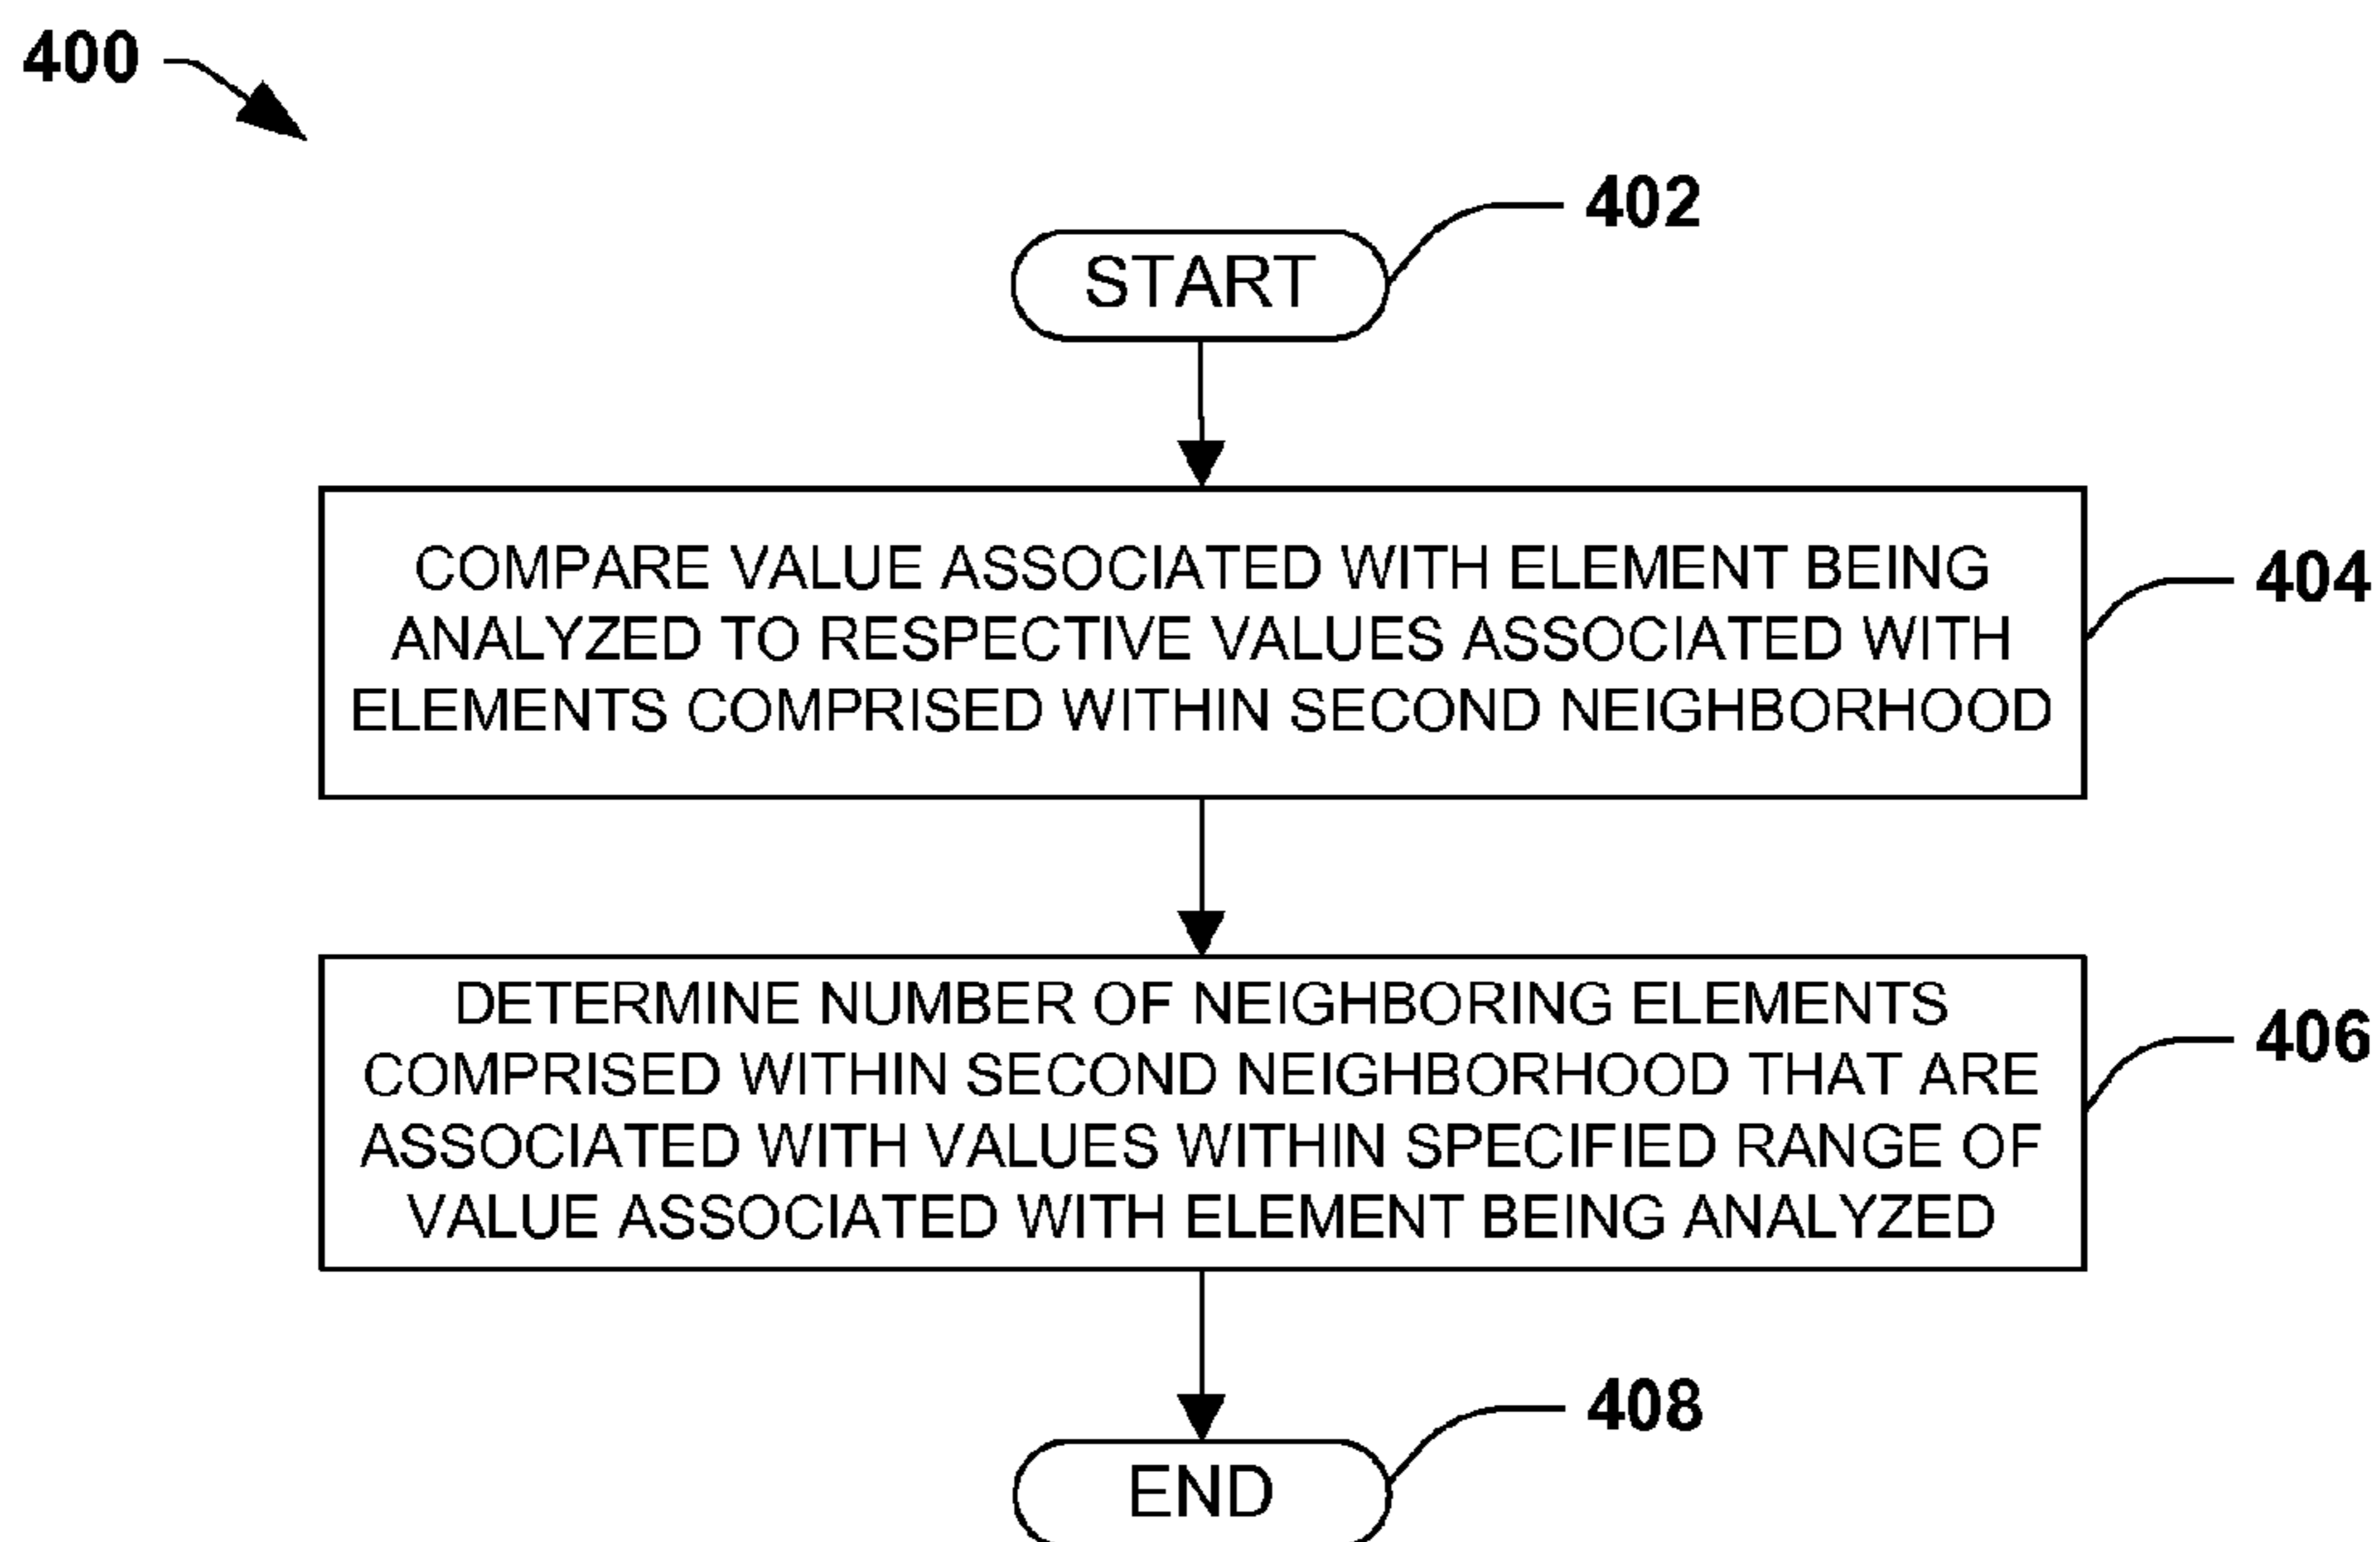 400
402
START
COMPARE VALUE ASSOCIATED WITH ELEMENT BEING
ANALYZED TO RESPECTIVE VALUES ASSOCIATED WITH
ELEMENTS COMPRISED WITHIN SECOND NEIGHBORHOOD
404
DETERMINE NUMBER OF NEIGHBORING ELEMENTS
COMPRISED WITHIN SECOND NEIGHBORHOOD THAT ARE
ASSOCIATED WITH VALUES WITHIN SPECIFIED RANGE OF
VALUE ASSOCIATED WITH ELEMENT BEING ANALYZED
406
408
END